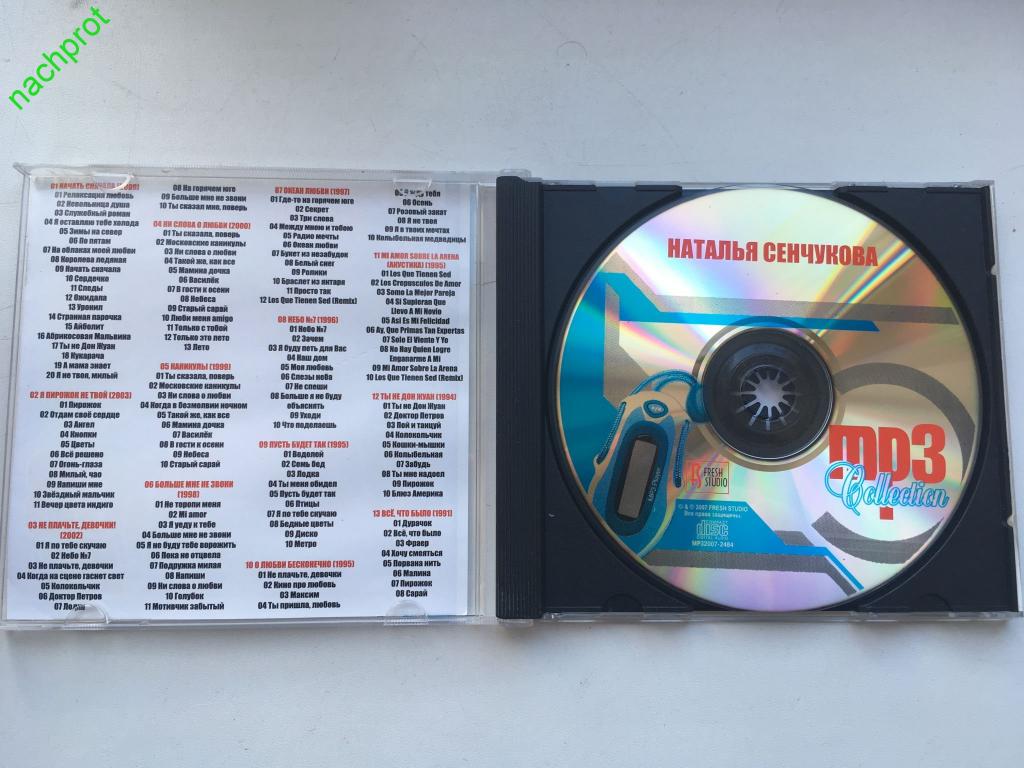 nachprot
01 НАЧАТЬ СНАЧАЛА
01 Релаксация любовь
02 Невольница душа
03 Служебный роман
04 Я оставляю тебе холода
05 Зимы на север
06 По пятам
07 На облаках моей любви
08 Королева ледяная
09 Начать сначала
10 Сердечко
11 Следы
12 Ожидала
13 Уронил
14 Странная парочка
15 Айболит
16 Абрикосовая Мальвина
17 Ты не Дон Жуан
18 Кукарача
19 А мама знает
20 Я не твоя, милый
02 Я ПИРОЖОК НЕ ТВОЙ (2003)
01 Пирожок
02 Отдам своё сердце
03 Ангел
04 Кнопки
05 Цветы
06 Всё решено
07 Огонь-глаза
08 Милый, чао
09 Напиши мне
10 Звёздный мальчик
11 Вечер цвета индиго
03 НЕ ПЛАЧЬТЕ, ДЕВОЧКИ!
(2002)
01 Я по тебе скучаю
02 Небо №7
03 Не плачьте, девочки
04 Когда на сцене гаснет свет
05 Колокольчик
06 Доктор Петров
07
08 На горячем юге
09 Больше мне не звони
10 Ты сказал мне, поверь
04 НИ СЛОВА О ЛЮБВИ (2000)
01 Ты сказала, поверь
02 Московские каникулы
03 Ни слова о любви
04 Такой же, как все
05 Мамина дочка
06 Василёк
07 В гости к осени
08 Небеса
09 Старый сарай
10 Люби меня amigo
11 Только с тобой
12 Только это лето
13 Лето
05 КАНИКУЛЫ (1999)
01 Ты сказала, поверь
02 Московские каникулы
03 Ни слова о любви
04 Когда в безмолвии ночном
05 Такой же, как все
06 Мамина дочка
07 Василёк
08 В гости к осени
09 Небеса
10 Старый сарай
06 БОЛЬШЕ МНЕ НЕ ЗВОНИ
(1998)
01 Не торопи меня
02 Mi amor
03 Я уеду к тебе
04 Больше мне не звони
05 Я не буду тебе ворожить
06 Пока не отцвела
07 Подружка милая
08 Напиши
09 Ни слова о любви
10 Голубок
11 Мотивчик забытый
07 ОКЕАН ЛЮБВИ (1997)
01 Где-то на горячем юге
02 Секрет
03 Три слова
04 Между мною и тобою
05 Радио мечты
06 Океан любви
07 Букет из незабудок
08 Белый снег
09 Ролики
10 Браслет из янтаря
11 Просто так
12 Los Que Tienen Sed (Remix)
08 НЕБО №7 (1996)
01 Небо №7
02 Зачем
03 Я буду петь для Вас
04 Наш дом
05 Моя любовь
06 Слезы неба
07 Не спеши
08 Больше я не буду
объяснять
09 Уходи
10 Что поделаешь
09 ПУСТЬ БУДЕТ ТАК (1995)
01 Водолей
02 Семь бед
03 Лодка
04 Ты меня обидел
05 Пусть будет так
06 Птицы
07 Я по тебе скучаю
08 Бедные цветы
09 Диско
10 Метро
10 О ЛЮБВИ БЕСКОНЕЧНО (1995)
01 Не плачьте, девочки
02 Кино про любовь
03 Максим
04 Ты пришла, любовь
тебя
06 Осень
07 Розовый закат
08 Я не твоя
09 Я в твоих мечтах
10 Колыбельная медведицы
11 MI AMOR SOBRE LA ARENA
(АКУСТИКА) (1995)
01 Los Que Tienen Sed
02 Los Crepusculos De Amor
03 Somo La Mejor Pareja
04 Si Supieran Que
Llevo A Mi Novio
05 Asi Es Mi Felicidad
06 Ay, Que Primas Tan Expertas
07 Solo El Viente Y Yo
08 No Hay Quien Logre
Enpanarme A Mi
09 Mi Amor Sobre La Arena
10 Los Que Tienen Sed (Remix)
12 ТЫ НЕ ДОН ЖУАН (1994)
01 Ты не Дон Жуан
02 Доктор Петров
03 Пой и танцуй
04 Колокольчик
05 Кошки-мышки
06 Колыбельная
07 Забудь
08 Ты мне надоел
09 Пирожок
10 Блюз Америка
13 ВСЁ, ЧТО БЫЛО (1991)
01 Дурачок
02 Всё, что было
03 Фраер
04 Хочу смеяться
05 Порвана нить
06 Малина
07 Пирожок
08 Сарай
НАТАЛЬЯ СЕНЧУКОВА
mp3
Collection
MP3 Player
FRESH
STUDIO
© & ℗ 2007 FRESH STUDIO
Все права защищены.
COMPACT
disc
DIGITAL AUDIO
MP32007-2484